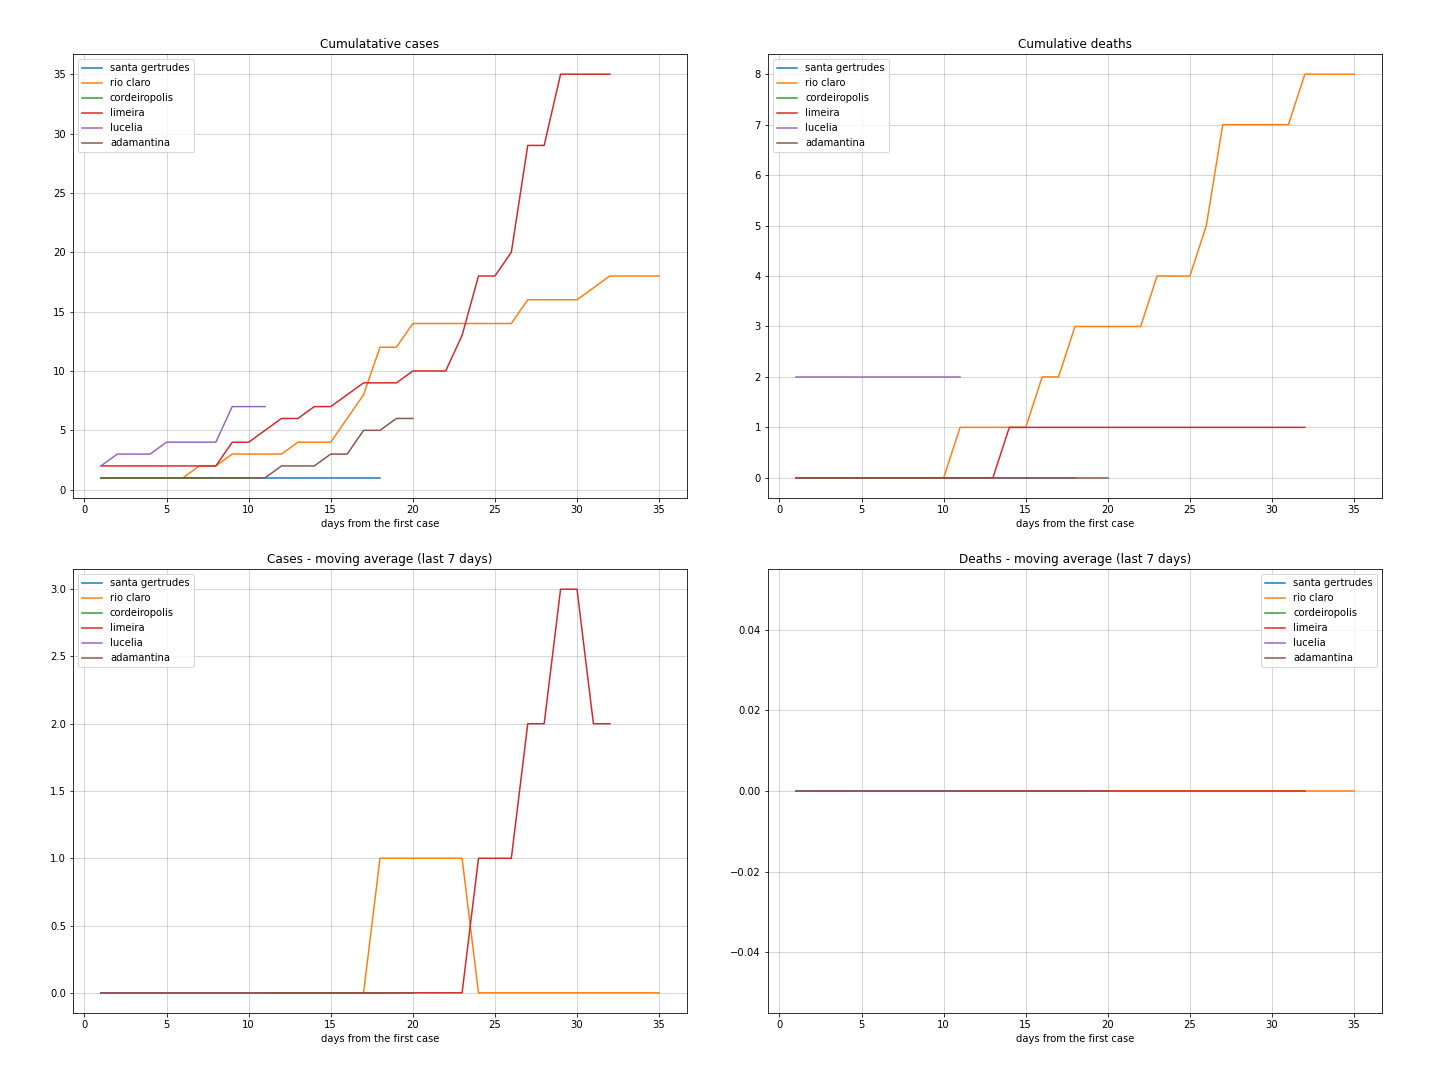 Cumulatative cases
santa gertrudes
rio claro
cordeiropolis
limeira
lucelia
adamantina
35
30
25
20
15
10
5
0
0 5 10 15 20 25 30 35
days from the first case
Cumulative deaths
santa gertrudes
rio claro
cordeiropolis
limeira
lucelia
adamantina
8
7
6
5
4
3
2
1
0
0 5 10 15 20 25 30 35
days from the first case
Cases - moving average (last 7 days)
santa gertrudes
rio claro
cordeiropolis
limeira
lucelia
adamantina
3.0
2.5
2.0
1.5
1.0
0.5
0.0
0 5 10 15 20 25 30 35
days from the first case
Deaths - moving average (last 7 days)
santa gertrudes
rio claro
cordeiropolis
limeira
lucelia
adamantina
0.04
0.02
0.00
−0.02
−0.04
0 5 10 15 20 25 30 35
days from the first case